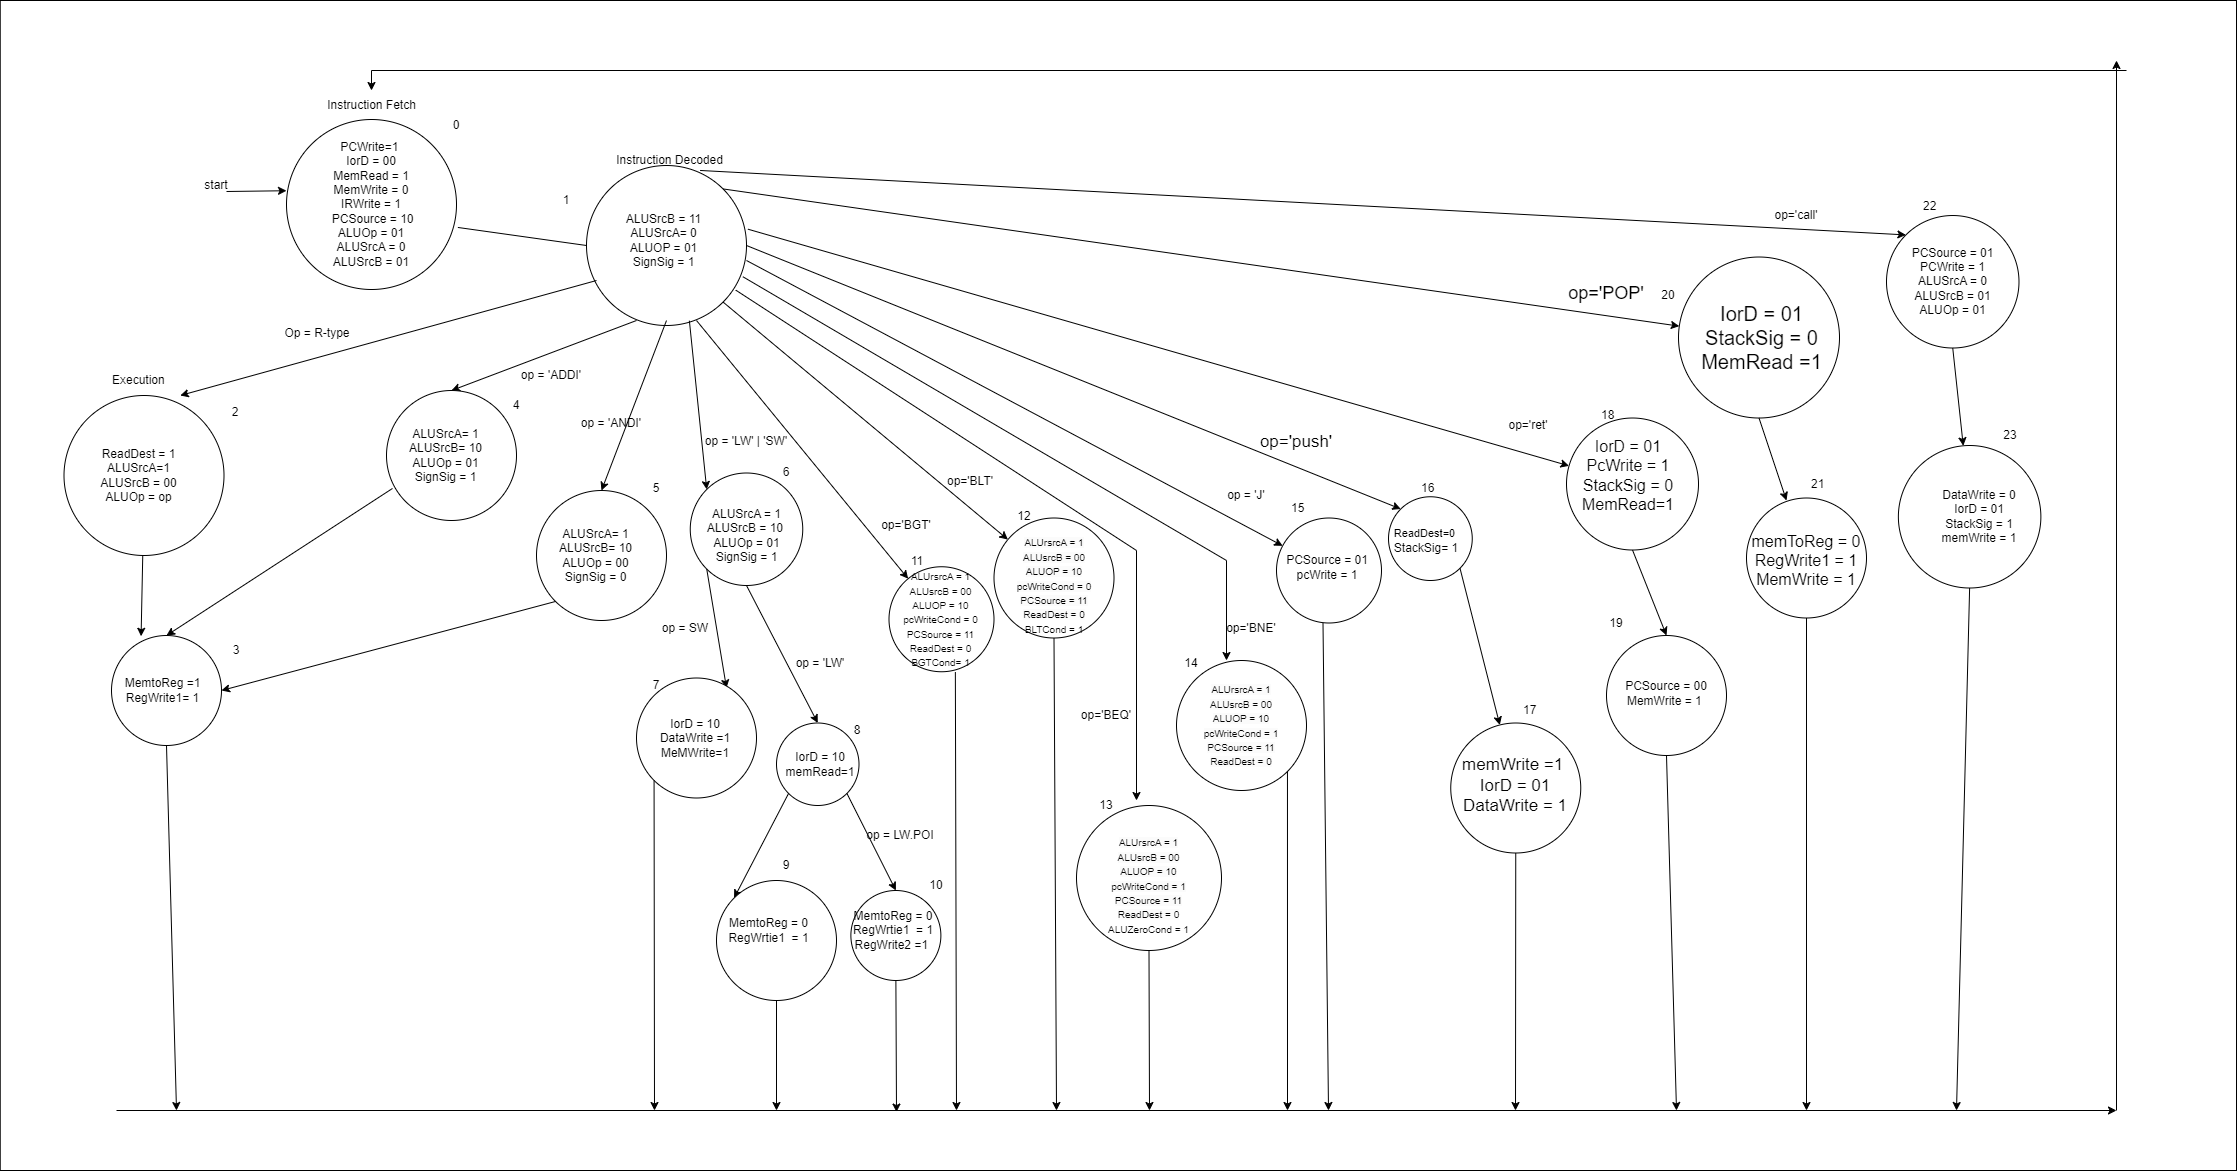 Instruction Fetch
0
PCWrite=1
IorD = 00
MemRead = 1
MemWrite = 0
IRWrite = 1
PCSource = 10
ALUOp = 01
ALUSrcA = 0
ALUSrcB = 01
start
Instruction Decoded
1
ALUSrcB = 11
ALUSrcA= 0
ALUOP = 01
SignSig = 1
Op = R-type
Execution
2
ReadDest = 1
ALUSrcA=1
ALUSrcB = 00
ALUOp = op
3
MemtoReg =1
RegWrite1= 1
op = 'ADDI'
4
ALUSrcA= 1
ALUSrcB= 10
ALUOp = 01
SignSig = 1
op = 'ANDI'
5
ALUSrcA= 1
ALUSrcB= 10
ALUOp = 00
SignSig = 0
op = 'LW' | 'SW'
6
ALUSrcA = 1
ALUSrcB = 10
ALUOp = 01
SignSig = 1
op = SW
7
IorD = 10
DataWrite =1
MeMWrite=1
op = 'LW'
8
IorD = 10
memRead=1
9
MemtoReg = 0
RegWrtie1 = 1
op = LW.POI
10
MemtoReg = 0
RegWrtie1 = 1
RegWrite2 =1
op='BGT'
11
ALUrsrcA = 1
ALUsrcB = 00
ALUOP = 10
pcWriteCond = 0
PCSource = 11
ReadDest = 0
BGTCond= 1
op='BLT'
12
ALUrsrcA = 1
ALUsrcB = 00
ALUOP = 10
pcWriteCond = 0
PCSource = 11
ReadDest = 0
BLTCond = 1
op='BEQ'
13
ALUrsrcA = 1
ALUsrcB = 00
ALUOP = 10
pcWriteCond = 1
PCSource = 11
ReadDest = 0
ALUZeroCond = 1
op='BNE'
14
ALUrsrcA = 1
ALUsrcB = 00
ALUOP = 10
pcWriteCond = 1
PCSource = 11
ReadDest = 0
op = 'J'
15
PCSource = 01
pcWrite = 1
op='push'
16
ReadDest=0
StackSig= 1
17
memWrite =1
IorD = 01
DataWrite = 1
op='ret'
18
IorD = 01
PcWrite = 1
StackSig = 0
MemRead=1
19
PCSource = 00
MemWrite = 1
op='POP'
20
IorD = 01
StackSig = 0
MemRead =1
21
memToReg = 0
RegWrite1 = 1
MemWrite = 1
op='call'
22
PCSource = 01
PCWrite = 1
ALUSrcA = 0
ALUSrcB = 01
ALUOp = 01
23
DataWrite = 0
IorD = 01
StackSig = 1
memWrite = 1